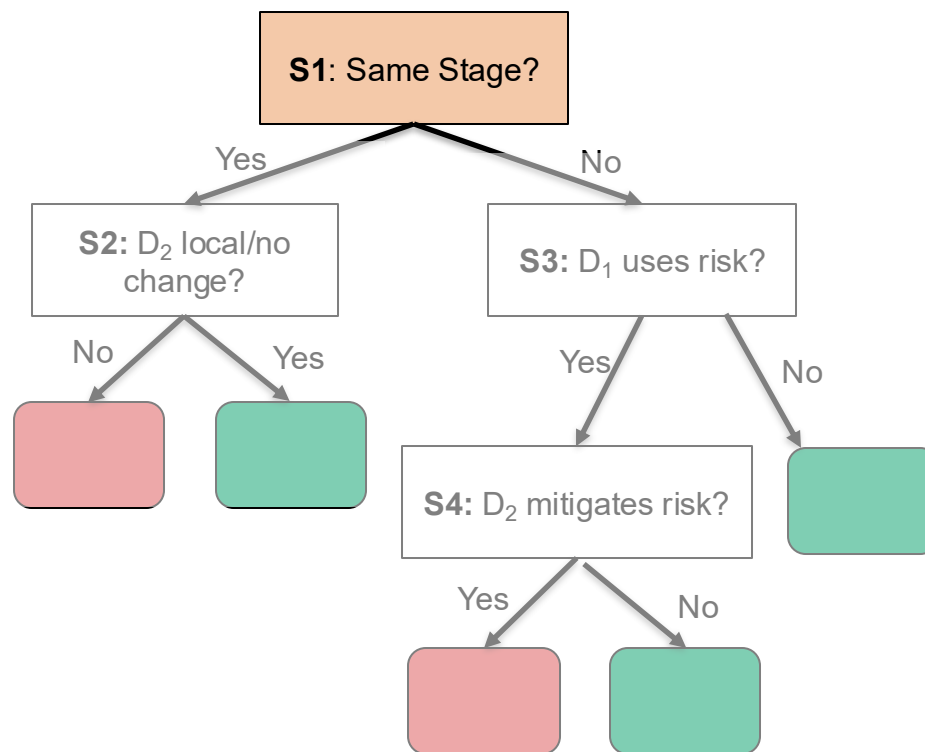 S1: Same Stage?
Yes
No
S2: D₂ local/no
change?
S3: D₁ uses risk?
No
Yes
Yes
No
S4: D₂ mitigates risk?
Yes
No